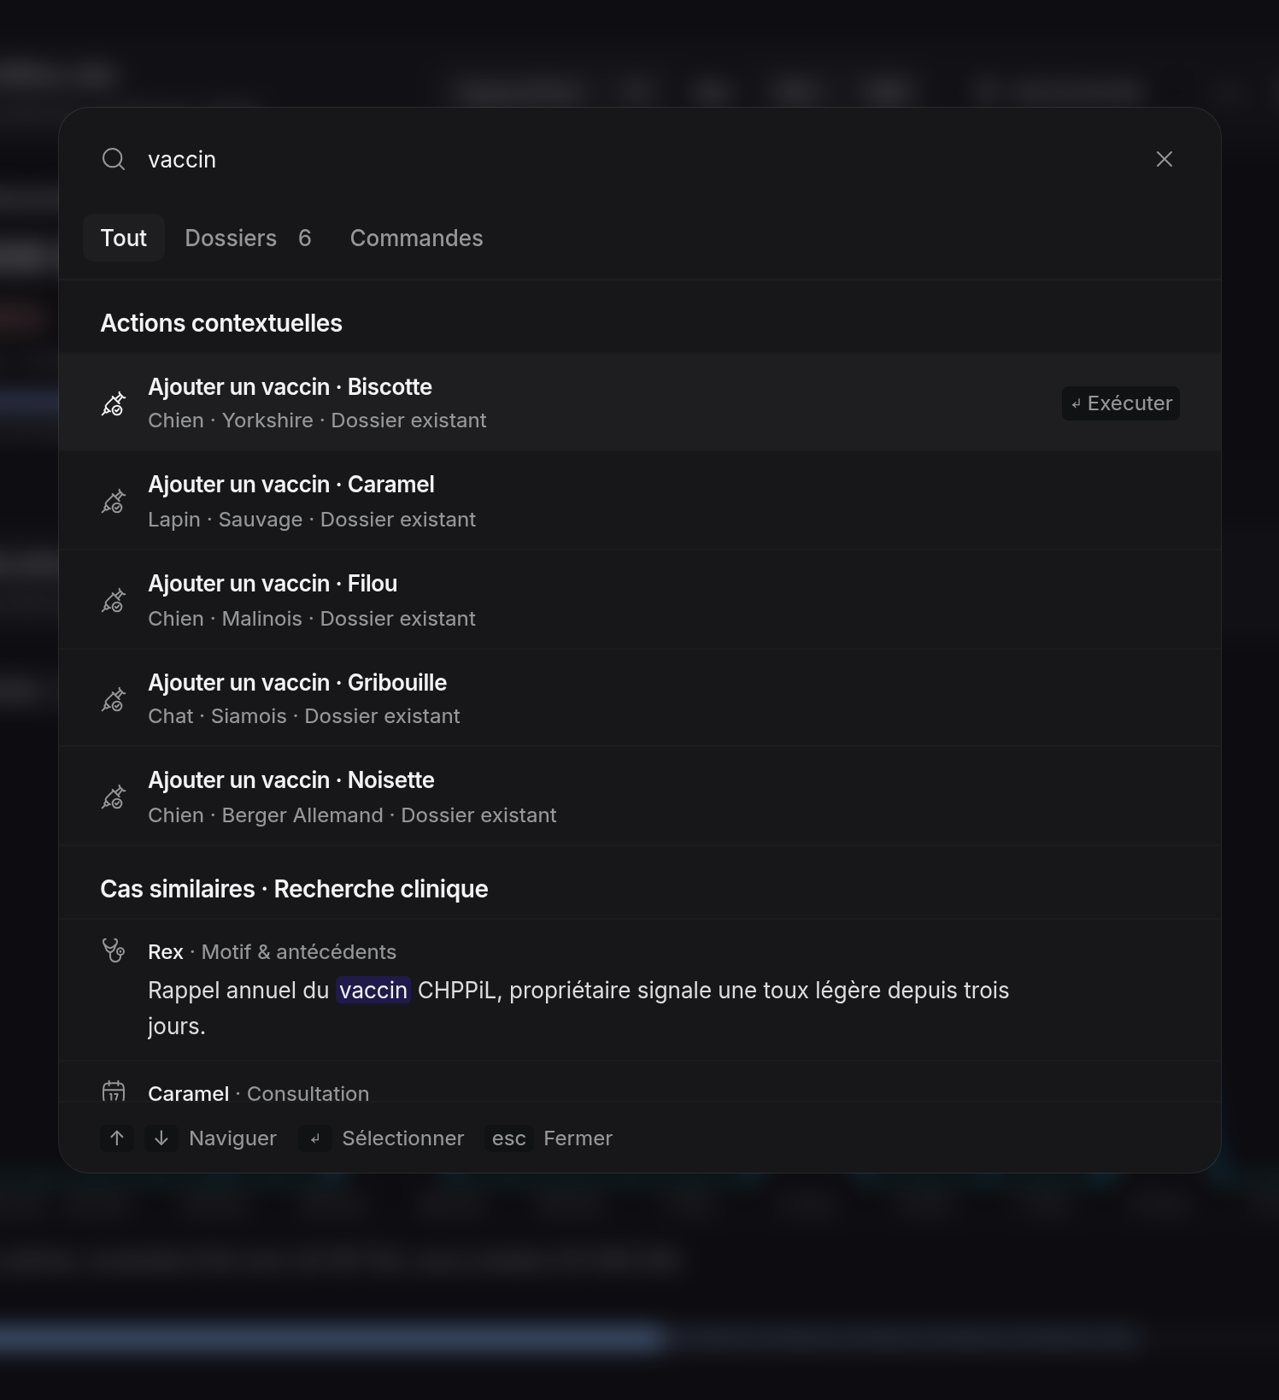 vaccin
Tout Dossiers 6 Commandes
Actions contextuelles
Ajouter un vaccin · Biscotte
Chien · Yorkshire · Dossier existant
↵ Exécuter
Ajouter un vaccin · Caramel
Lapin · Sauvage · Dossier existant
Ajouter un vaccin · Filou
Chien · Malinois · Dossier existant
Ajouter un vaccin · Gribouille
Chat · Siamois · Dossier existant
Ajouter un vaccin · Noisette
Chien · Berger Allemand · Dossier existant
Cas similaires · Recherche clinique
Rex · Motif & antécédents
Rappel annuel du vaccin CHPPiL, propriétaire signale une toux légère depuis trois
jours.
Caramel · Consultation
↑ ↓ Naviguer ↵ Sélectionner esc Fermer